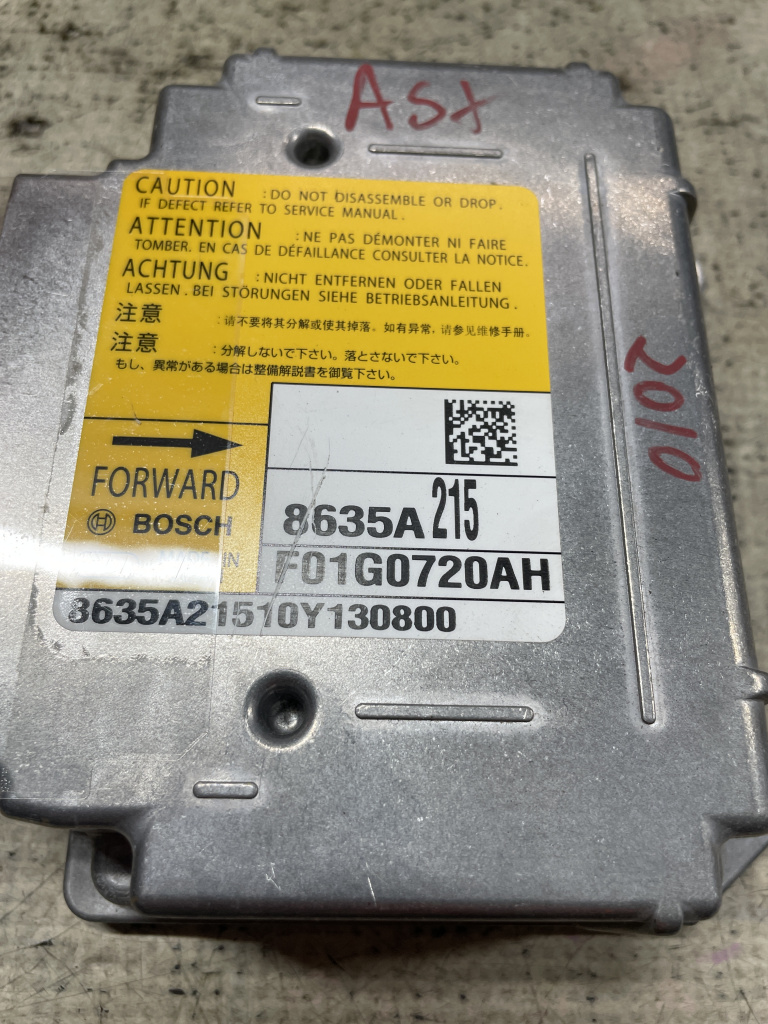 ASX
CAUTION : DO NOT DISASSEMBLE OR DROP.
IF DEFECT REFER TO SERVICE MANUAL.
ATTENTION : NE PAS DÉMONTER NI FAIRE
TOMBER. EN CAS DE DÉFAILLANCE CONSULTER LA NOTICE.
ACHTUNG : NICHT ENTFERNEN ODER FALLEN
LASSEN. BEI STÖRUNGEN SIEHE BETRIEBSANLEITUNG.
注意 : 请不要将其分解或使其掉落。如有异常, 请参见维修手册.
注意 : 分解しないで下さい。落とさないで下さい。
もし、異常がある場合は整備解説書を御覧下さい。
2010
FORWARD
BOSCH
8635A215
MADE IN
F01G0720AH
8635A21510Y130800